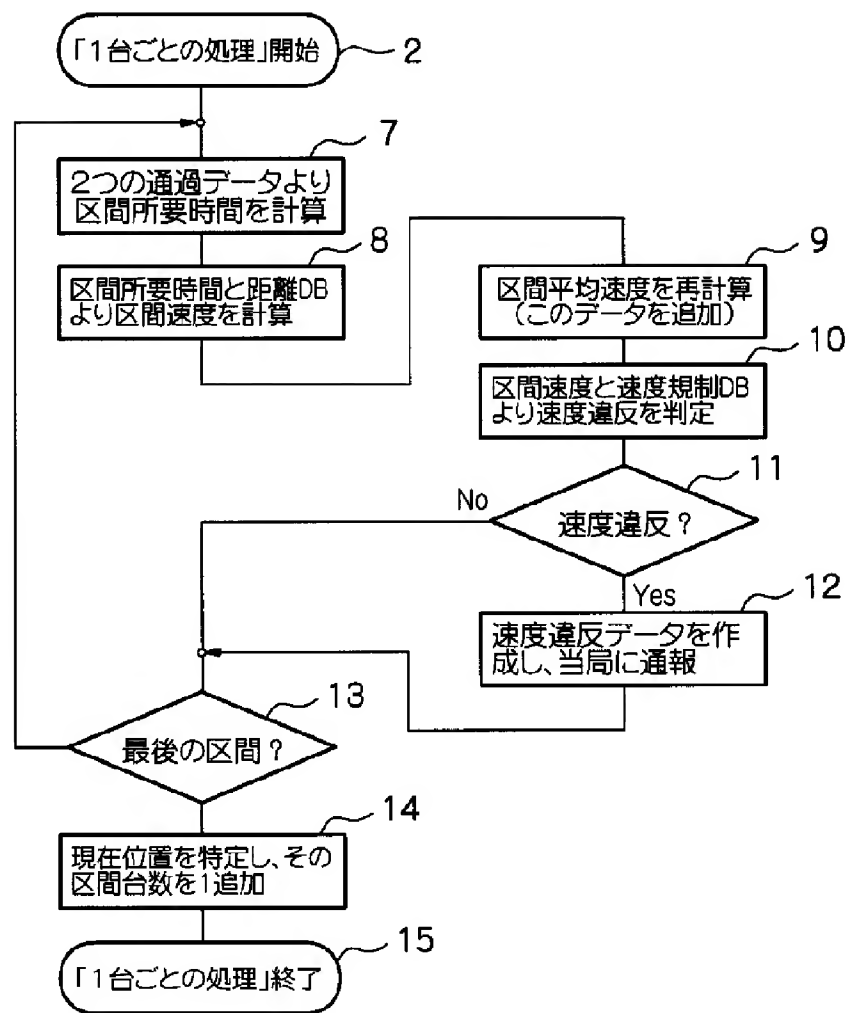 「1台ごとの処理」開始
2
7
2つの通過データより
区間所要時間を計算
8
区間所要時間と距離DB
より区間速度を計算
9
区間平均速度を再計算
(このデータを追加)
10
区間速度と速度規制DB
より速度違反を判定
11
速度違反?
No
Yes
12
速度違反データを作
成し、当局に通報
13
最後の区間?
14
現在位置を特定し、その
区間台数を1追加
15
「1台ごとの処理」終了